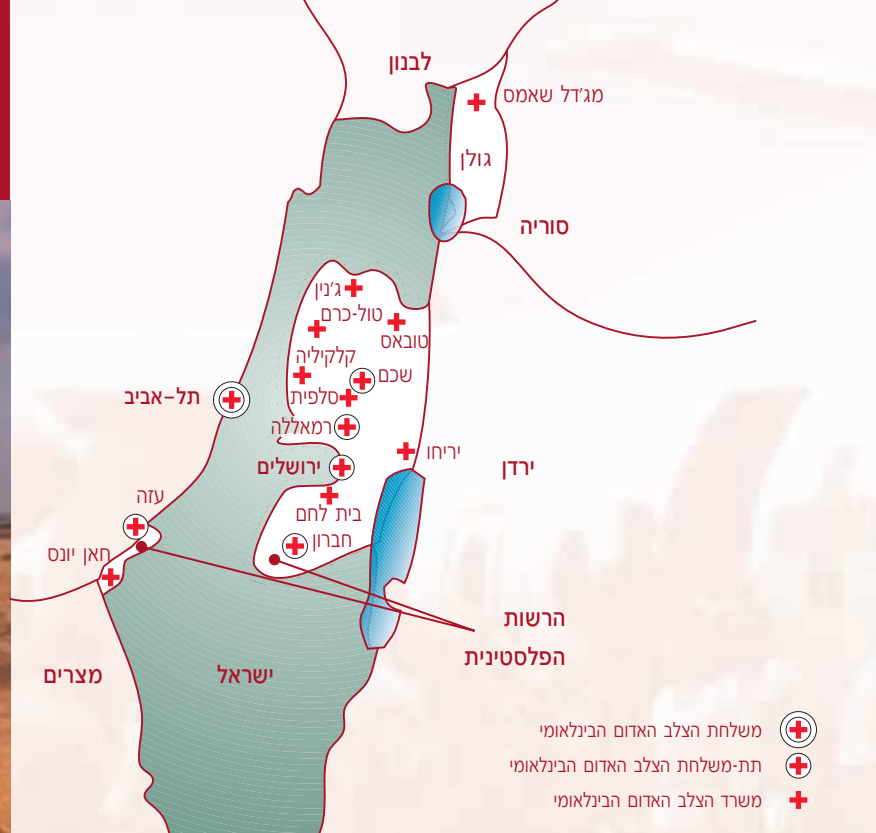 לבנון
מג'דל שאמס
גולן
סוריה
ג'נין
טול-כרם
טובאס
קלקיליה
שכם
סלפית
תל-אביב
רמאללה
יריחו
ירדן
ירושלים
עזה
בית לחם
חברון
חאן יונס
הרשות
הפלסטינית
מצרים
ישראל
משלחת הצלב האדום הבינלאומי
תת-משלחת הצלב האדום הבינלאומי
משרד הצלב האדום הבינלאומי